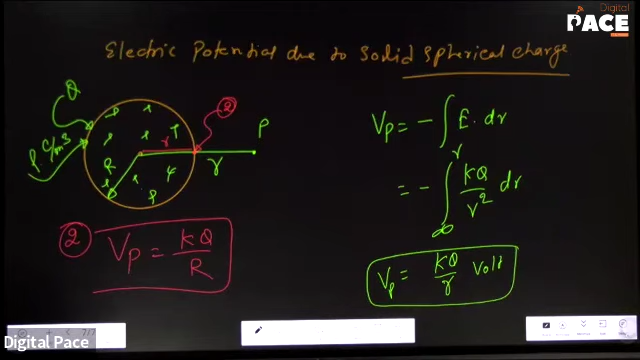 Digital
PACE
Electric Potential due to Solid Spherical charge
Q
ρ C/m³
R
r
②
P
r
Vp = - ∫ E. dr
r
= - ∫ KQ/r² dr
∞
Vp = KQ/r Volt
② Vp = KQ/R
Digital Pace